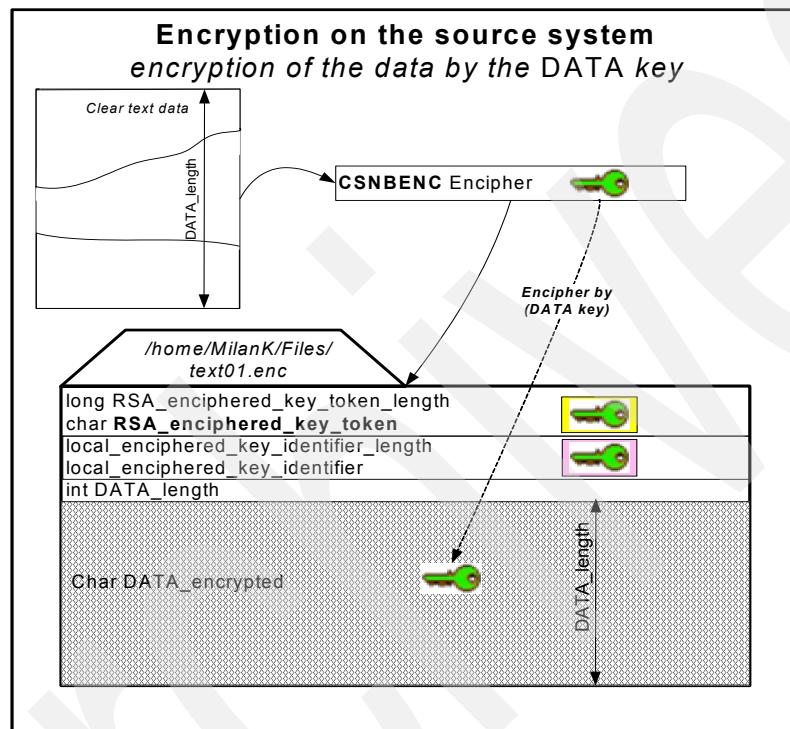 Encryption on the source system
encryption of the data by the DATA key
Clear text data
DATA_length
CSNBENC Encipher
Encipher by
(DATA key)
/home/MilanK/Files/
text01.enc
long RSA_enciphered_key_token_length
char RSA_enciphered_key_token
local_enciphered_key_identifier_length
local_enciphered_key_identifier
int DATA_length
Char DATA_encrypted
DATA_length